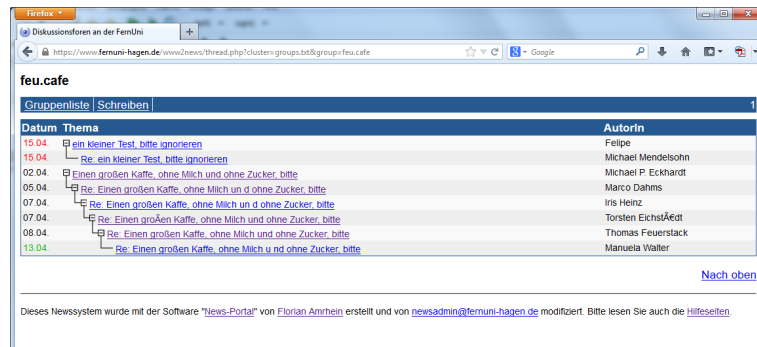 Firefox
Diskussionsforen an der FernUni
https://www.fernuni-hagen.de/www2news/thread.php?cluster=groups.txt&group=feu.cafe
Google
feu.cafe
Gruppenliste Schreiben 1
Datum Thema AutorIn
15.04. ein kleiner Test, bitte ignorieren Felipe
15.04. Re: ein kleiner Test, bitte ignorieren Michael Mendelsohn
02.04. Einen großen Kaffe, ohne Milch und ohne Zucker, bitte Michael P. Eckhardt
05.04. Re: Einen großen Kaffe, ohne Milch un d ohne Zucker, bitte Marco Dahms
07.04. Re: Einen großen Kaffe, ohne Milch un d ohne Zucker, bitte Iris Heinz
07.04. Re: Einen groÃen Kaffe, ohne Milch und ohne Zucker, bitte Torsten EichstÃ€dt
08.04. Re: Einen großen Kaffe, ohne Milch und ohne Zucker, bitte Thomas Feuerstack
13.04. Re: Einen großen Kaffe, ohne Milch u nd ohne Zucker, bitte Manuela Walter
Nach oben
Dieses Newssystem wurde mit der Software "News-Portal" von Florian Amrhein erstellt und von newsadmin@fernuni-hagen.de modifiziert. Bitte lesen Sie auch die Hilfeseiten.